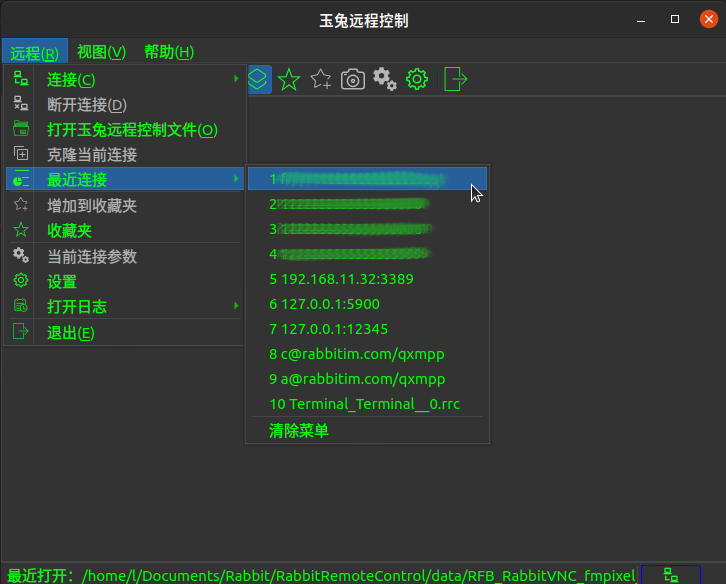 玉兔远程控制
远程(R) 视图(V) 帮助(H)
连接(C)
断开连接(D)
打开玉兔远程控制文件(O)
克隆当前连接
最近连接
增加到收藏夹
收藏夹
当前连接参数
设置
打开日志
退出(E)
1
2
3
4
5 192.168.11.32:3389
6 127.0.0.1:5900
7 127.0.0.1:12345
8 c@rabbitim.com/qxmpp
9 a@rabbitim.com/qxmpp
10 Terminal_Terminal__0.rrc
清除菜单
最近打开：/home/l/Documents/Rabbit/RabbitRemoteControl/data/RFB_RabbitVNC_fmpixel